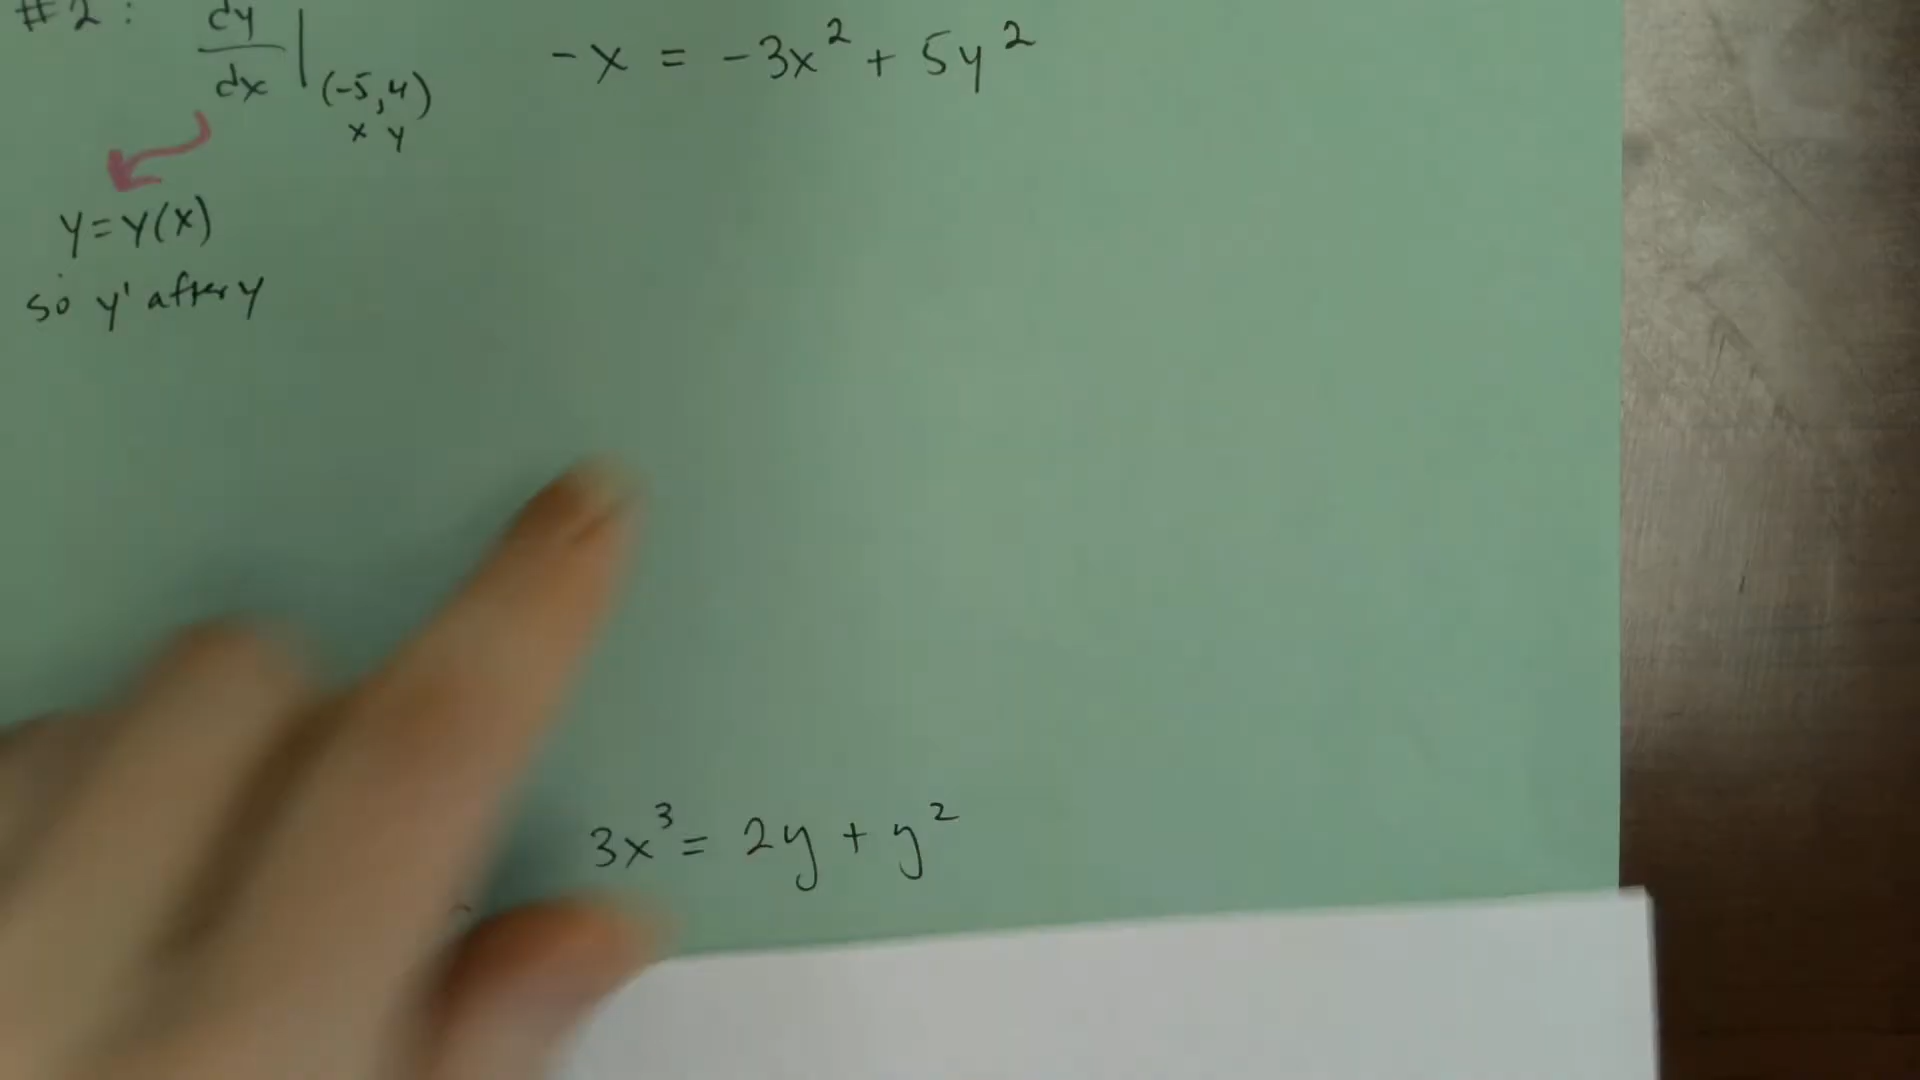 #2: dy/dx |(-5,4)
x y
-x = -3x² + 5y²
y=y(x)
so y' after y
3x³ = 2y + y²